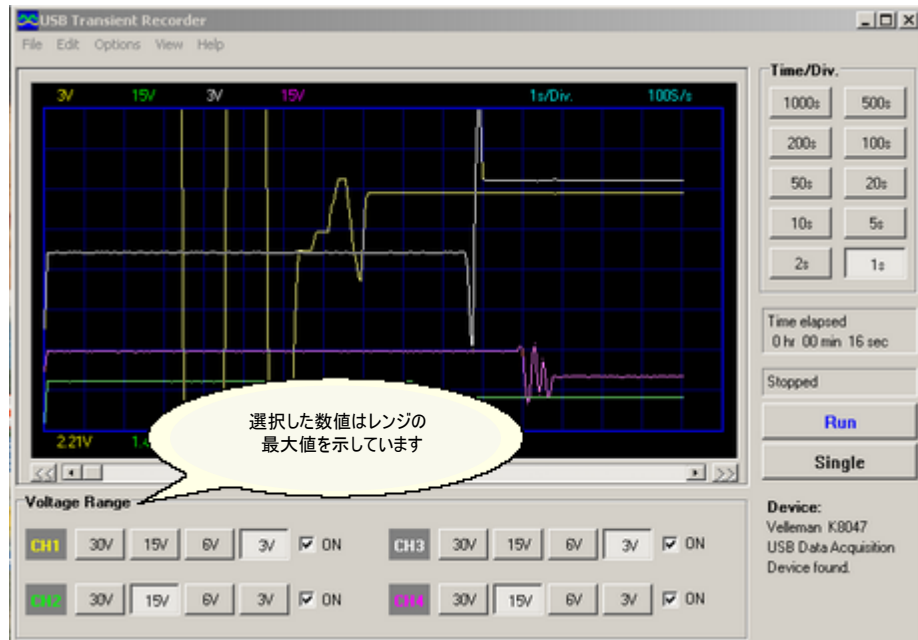 USB Transient Recorder
File Edit Options View Help
3V 15V 3V 15V 1s/Div. 100S/s
2.21V
選択した数値はレンジの
最大値を示しています
Time/Div.
1000s 500s
200s 100s
50s 20s
10s 5s
2s 1s
Time elapsed
0 hr 00 min 16 sec
Stopped
Run
Single
Voltage Range
CH1 30V 15V 6V 3V ON
CH3 30V 15V 6V 3V ON
CH2 30V 15V 6V 3V ON
CH4 30V 15V 6V 3V ON
Device:
Velleman K8047
USB Data Acquisition
Device found.